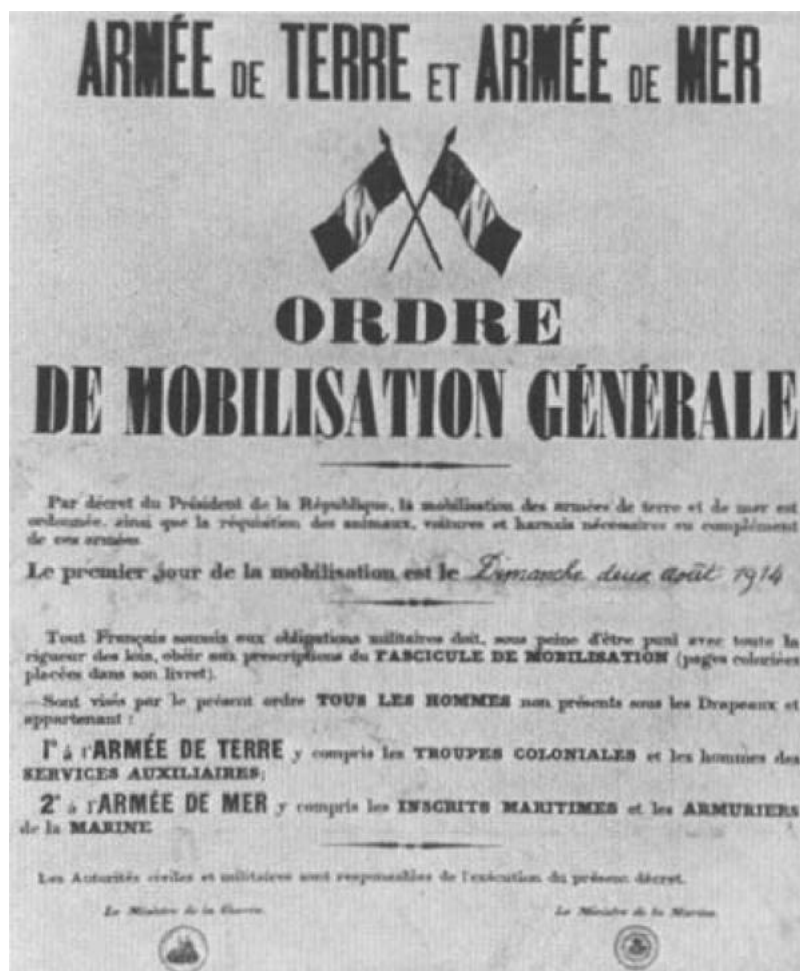 ARMÉE DE TERRE ET ARMÉE DE MER
ORDRE
DE MOBILISATION GÉNÉRALE
Par décret du Président de la République, la mobilisation des armées de terre et de mer est
ordonnée, ainsi que la réquisition des animaux, voitures et harnais nécessaires au complément
de ces armées.
Le premier jour de la mobilisation est le Dimanche deux août 1914
Tout Français soumis aux obligations militaires doit, sous peine d'être puni avec toute la
rigueur des lois, obéir aux prescriptions du FASCICULE DE MOBILISATION (pages coloriées
placées dans son livret).
Sont visés par le présent ordre TOUS LES HOMMES non présents sous les Drapeaux et
appartenant :
1° à l'ARMÉE DE TERRE y compris les TROUPES COLONIALES et les hommes des
SERVICES AUXILIAIRES;
2° à l'ARMÉE DE MER y compris les INSCRITS MARITIMES et les ARMURIERS
de la MARINE
Les Autorités civiles et militaires sont responsables de l'exécution du présent décret.
Le Ministre de la Guerre, Le Ministre de la Marine,